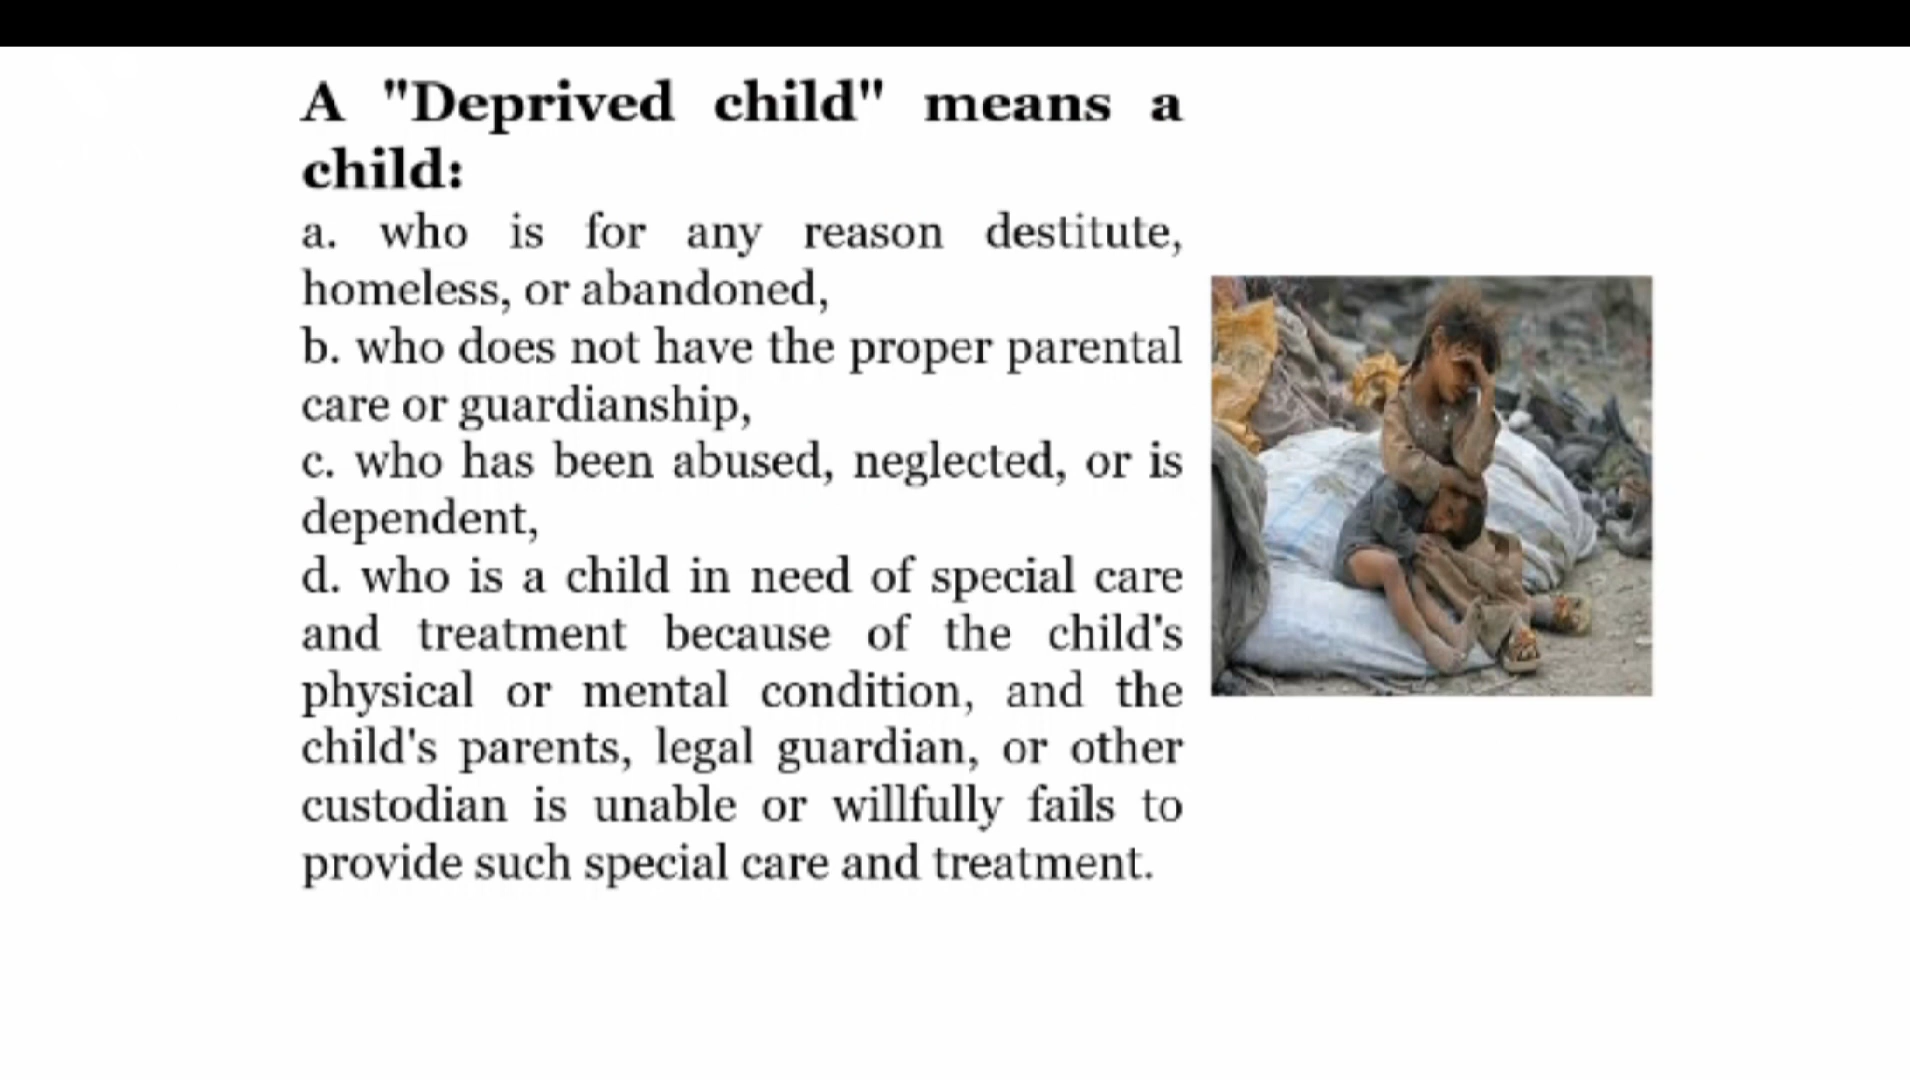 A "Deprived child" means a
child:
a. who is for any reason destitute,
homeless, or abandoned,
b. who does not have the proper parental
care or guardianship,
c. who has been abused, neglected, or is
dependent,
d. who is a child in need of special care
and treatment because of the child's
physical or mental condition, and the
child's parents, legal guardian, or other
custodian is unable or willfully fails to
provide such special care and treatment.